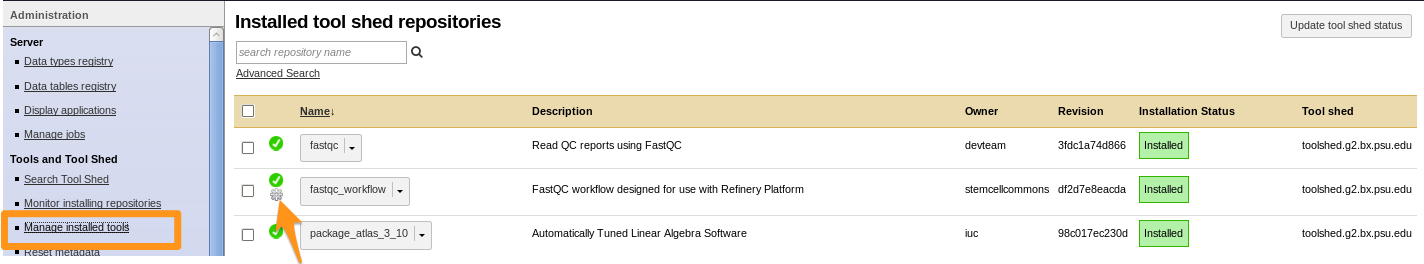 Administration
Server
Data types registry
Data tables registry
Display applications
Manage jobs
Tools and Tool Shed
Search Tool Shed
Monitor installing repositories
Manage installed tools
Reset metadata
Installed tool shed repositories
Update tool shed status
search repository name
Advanced Search
Name↓ Description Owner Revision Installation Status Tool shed
fastqc Read QC reports using FastQC devteam 3fdc1a74d866 Installed toolshed.g2.bx.psu.edu
fastqc_workflow FastQC workflow designed for use with Refinery Platform stemcellcommons df2d7e8eacda Installed toolshed.g2.bx.psu.edu
package_atlas_3_10 Automatically Tuned Linear Algebra Software iuc 98c017ec230d Installed toolshed.g2.bx.psu.edu